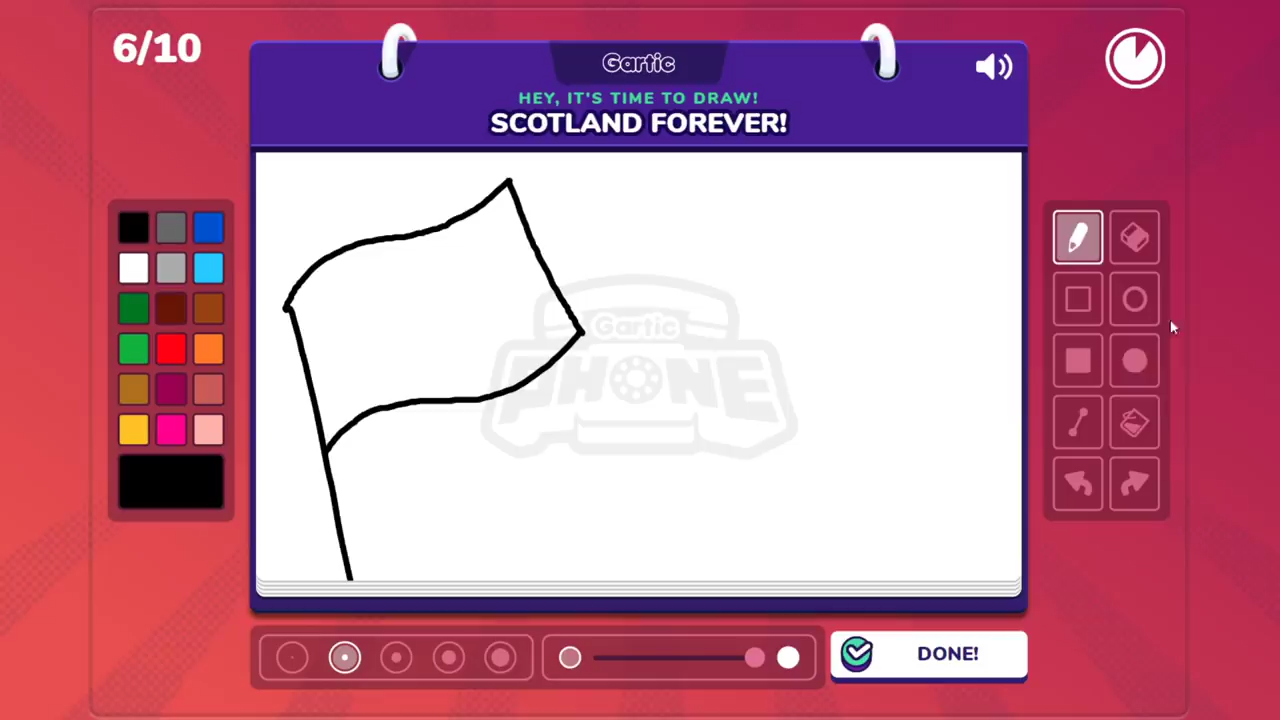 6/10
Gartic
HEY, IT'S TIME TO DRAW!
SCOTLAND FOREVER!
Gartic
PHONE
DONE!